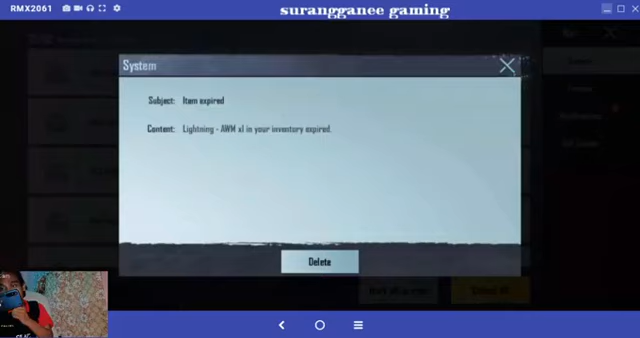 RMX2061
surangganee gaming
System
Subject: Item expired
Content: Lightning - AWM x1 in your inventory expired.
Delete